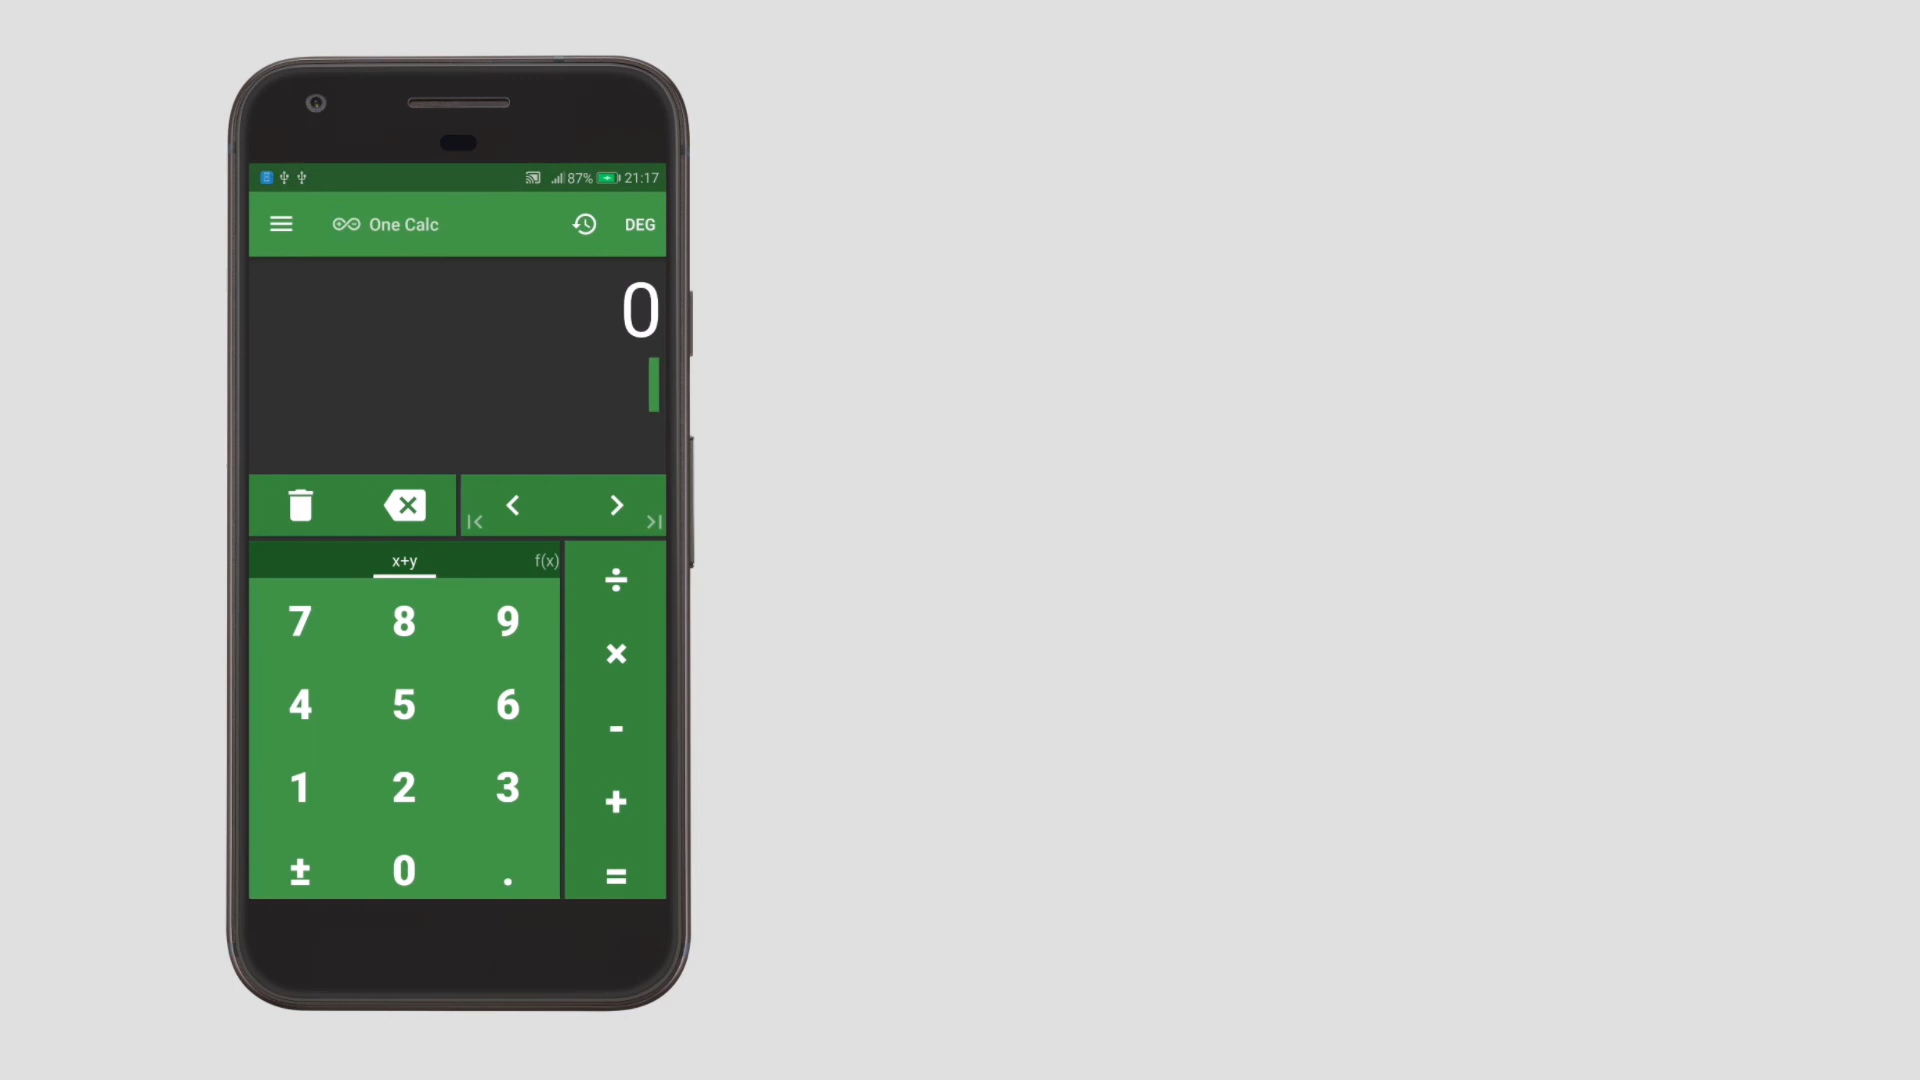 87% 21:17
One Calc DEG
0
x+y f(x)
7 8 9 ÷
4 5 6 ×
1 2 3 -
± 0 . +
=